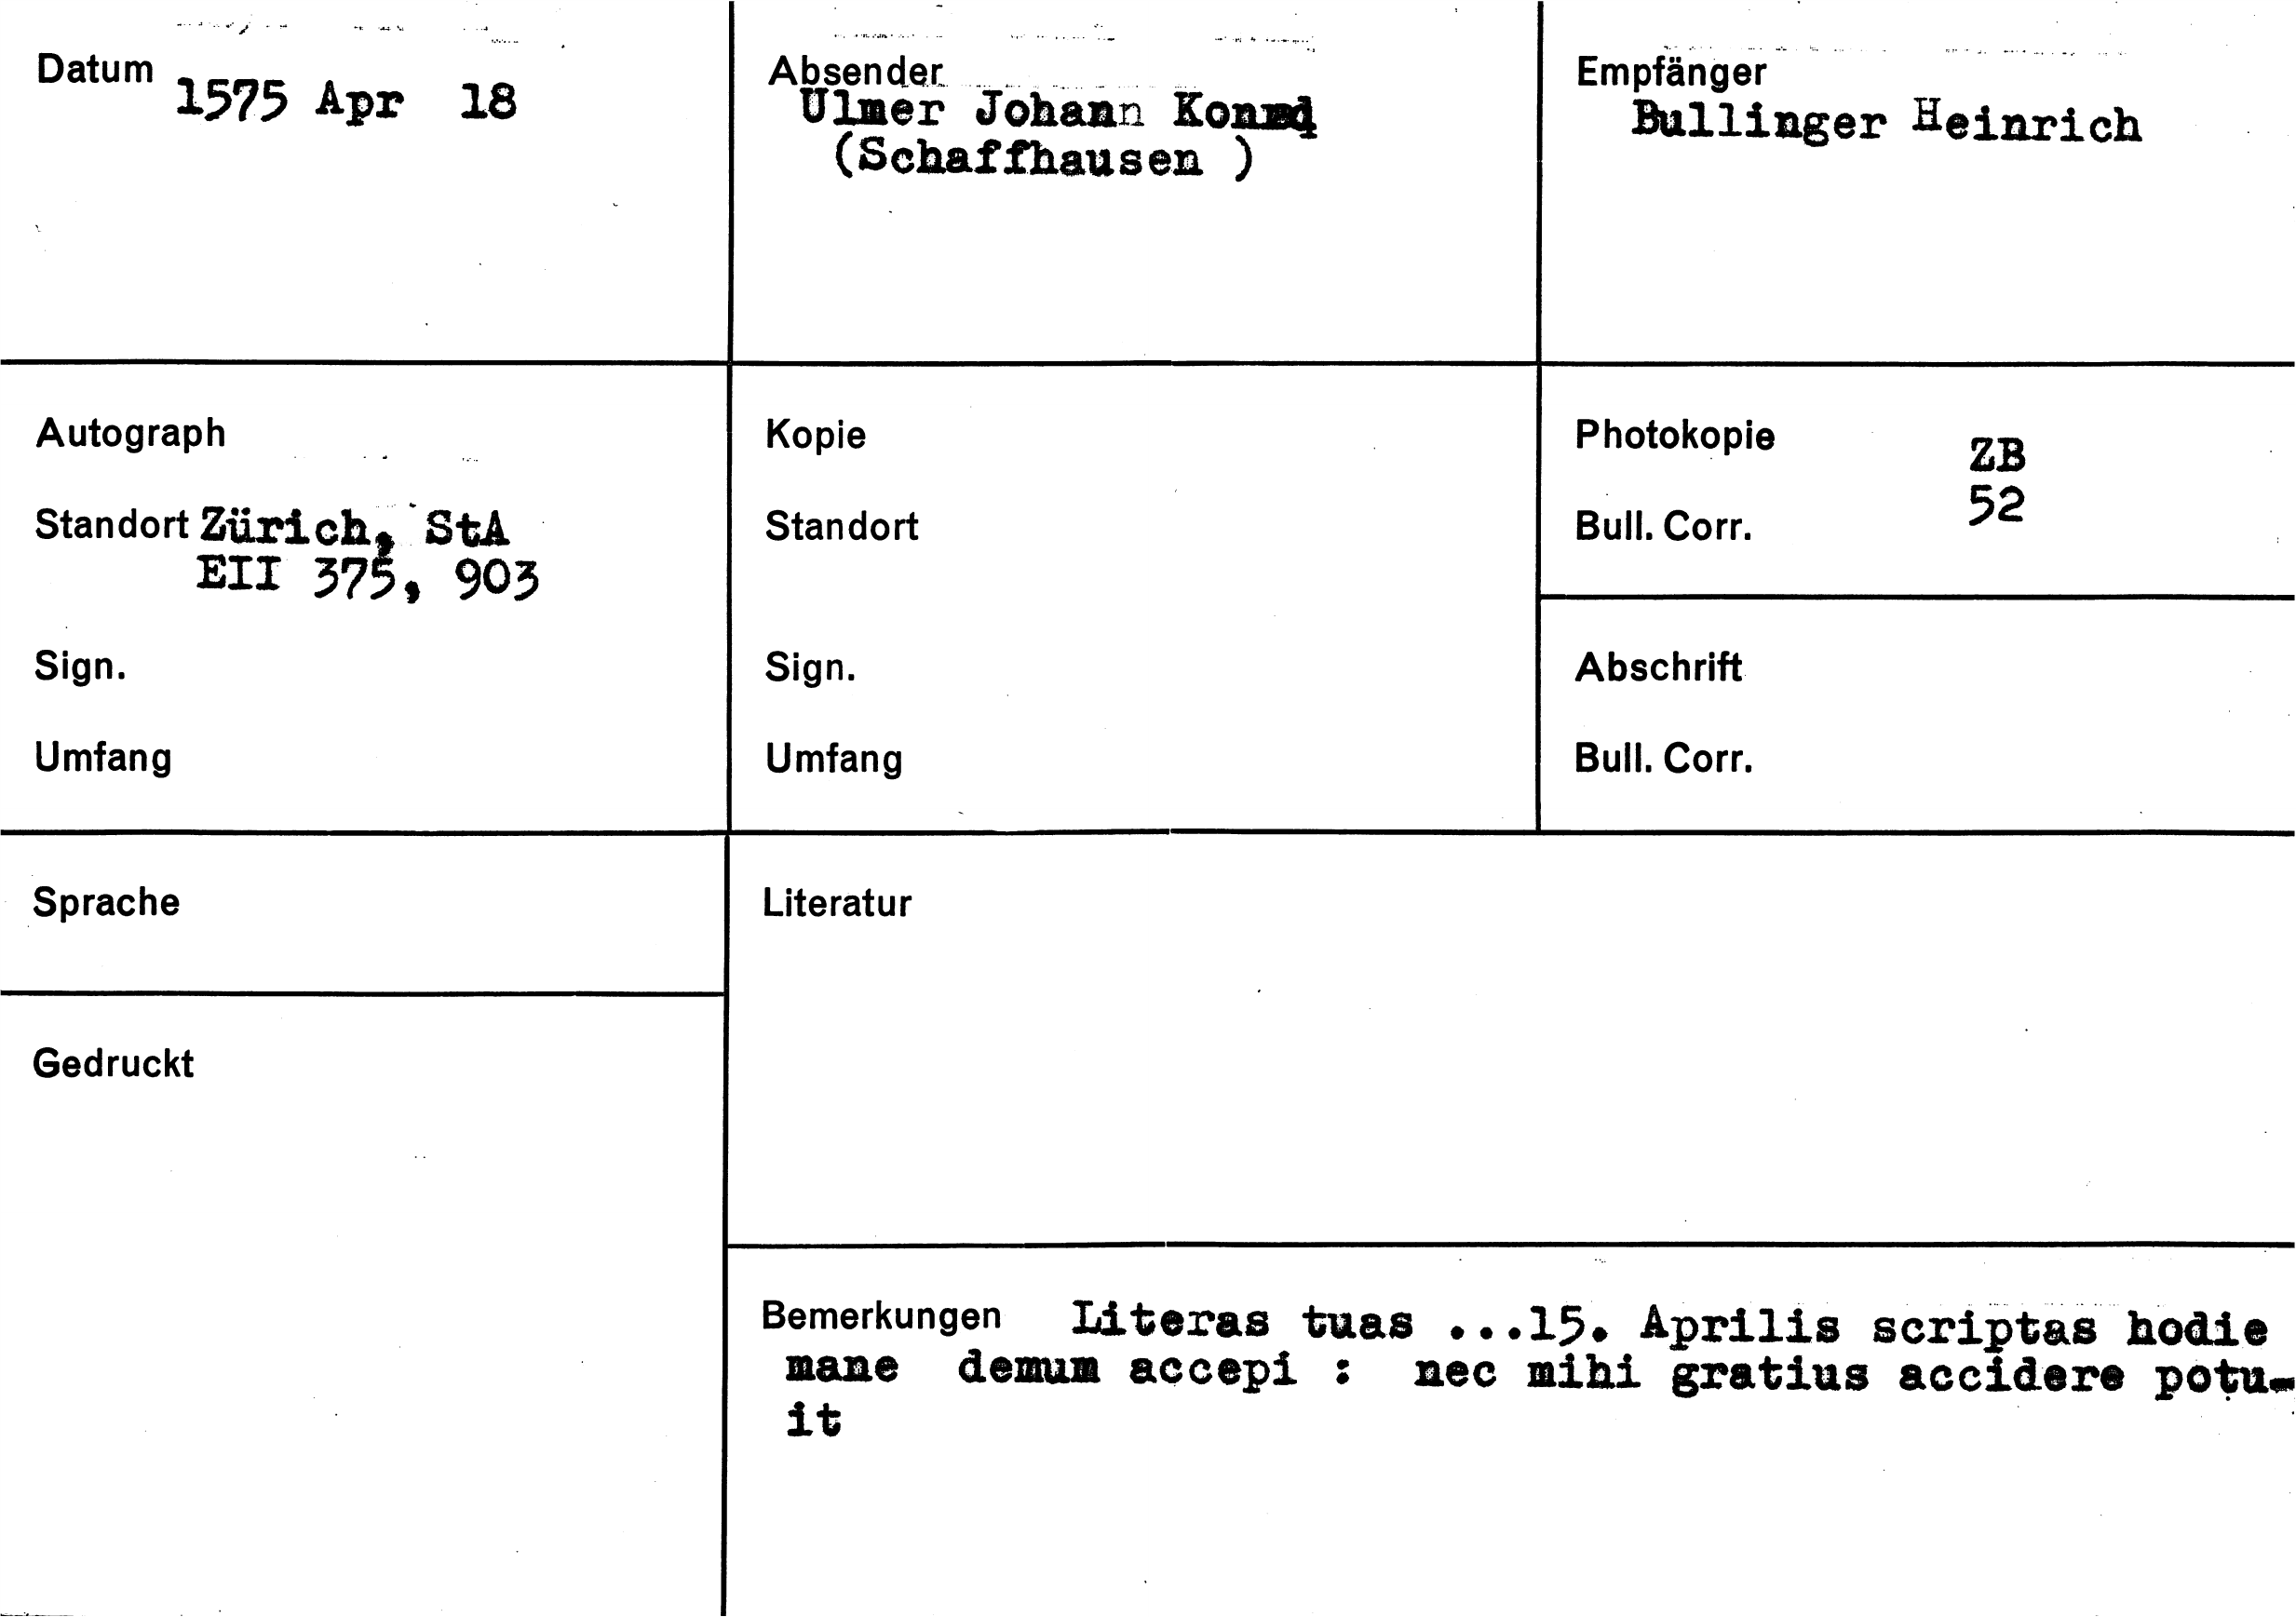 Datum 1575 Apr 18
Absender
Ulmer Johann Konrad
(Schaffhausen )
Empfänger
Bullinger Heinrich
Autograph
Standort Zürich, StA
EII 375, 903
Sign.
Umfang
Kopie
Standort
Sign.
Umfang
Photokopie ZB
Bull. Corr. 52
Abschrift
Bull. Corr.
Sprache
Gedruckt
Literatur
Bemerkungen Literas tuas ...15. Aprilis scriptas hodie
mane demum accepi : nec mihi gratius accidere potu-
it